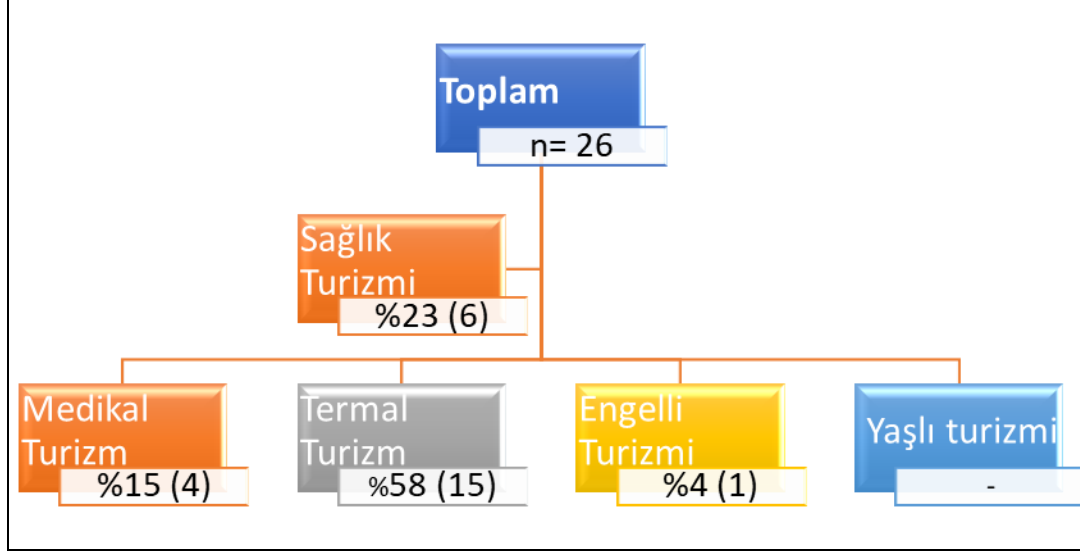 Toplam
n= 26
Sağlık
Turizmi
%23 (6)
Medikal
Turizm
%15 (4)
Termal
Turizm
%58 (15)
Engelli
Turizmi
%4 (1)
Yaşlı turizmi
-